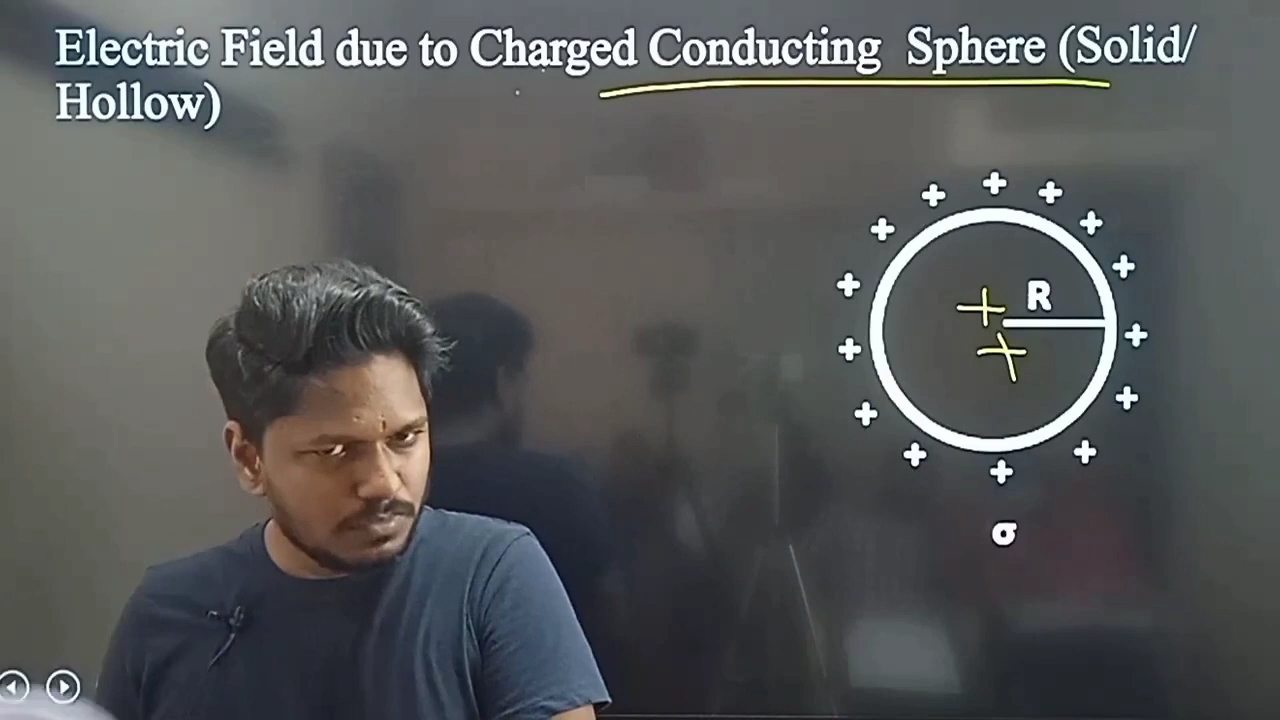 Electric Field due to Charged Conducting Sphere (Solid/
Hollow)
R
σ